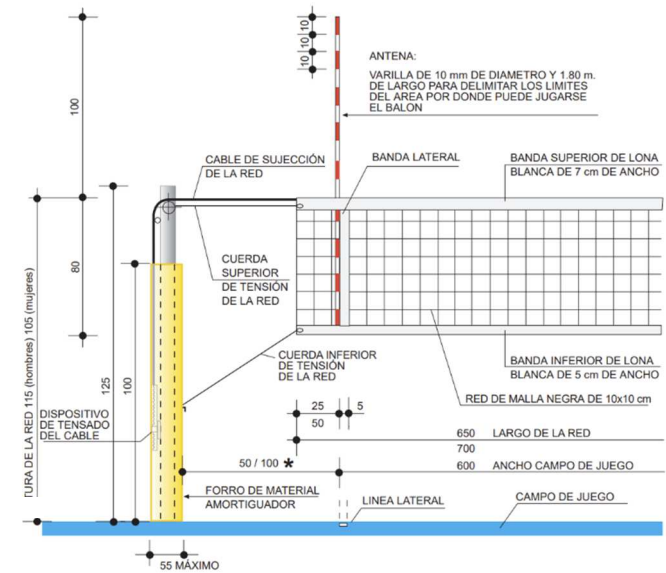 10
10
10
ANTENA:
VARILLA DE 10 mm DE DIAMETRO Y 1.80 m.
DE LARGO PARA DELIMITAR LOS LIMITES
DEL AREA POR DONDE PUEDE JUGARSE
EL BALON
100
CABLE DE SUJECCIÓN
DE LA RED
BANDA LATERAL
BANDA SUPERIOR DE LONA
BLANCA DE 7 cm DE ANCHO
80
CUERDA
SUPERIOR
DE TENSIÓN
DE LA RED
TURA DE LA RED 115 (hombres) 105 (mujeres)
125
100
CUERDA INFERIOR
DE TENSIÓN
DE LA RED
BANDA INFERIOR DE LONA
BLANCA DE 5 cm DE ANCHO
RED DE MALLA NEGRA DE 10x10 cm
DISPOSITIVO
DE TENSADO
DEL CABLE
25
5
50
650 LARGO DE LA RED
700
50 / 100 *
600 ANCHO CAMPO DE JUEGO
FORRO DE MATERIAL
AMORTIGUADOR
LINEA LATERAL
CAMPO DE JUEGO
55 MÁXIMO